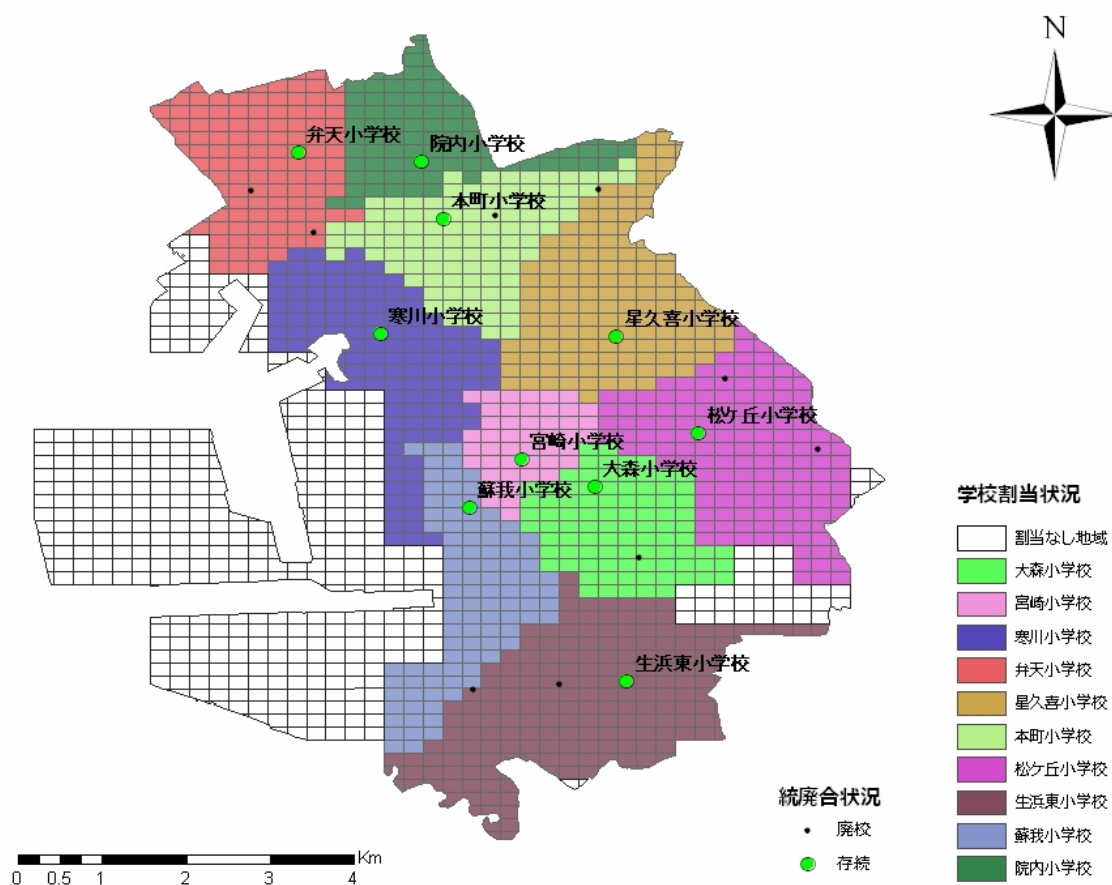 N
弁天小学校
院内小学校
本町小学校
寒川小学校
星久喜小学校
松ケ丘小学校
宮崎小学校
大森小学校
蘇我小学校
生浜東小学校
学校割当状況
割当なし地域
大森小学校
宮崎小学校
寒川小学校
弁天小学校
星久喜小学校
本町小学校
松ケ丘小学校
生浜東小学校
蘇我小学校
院内小学校
統廃合状況
廃校
存続
Km
0 0.5 1 2 3 4